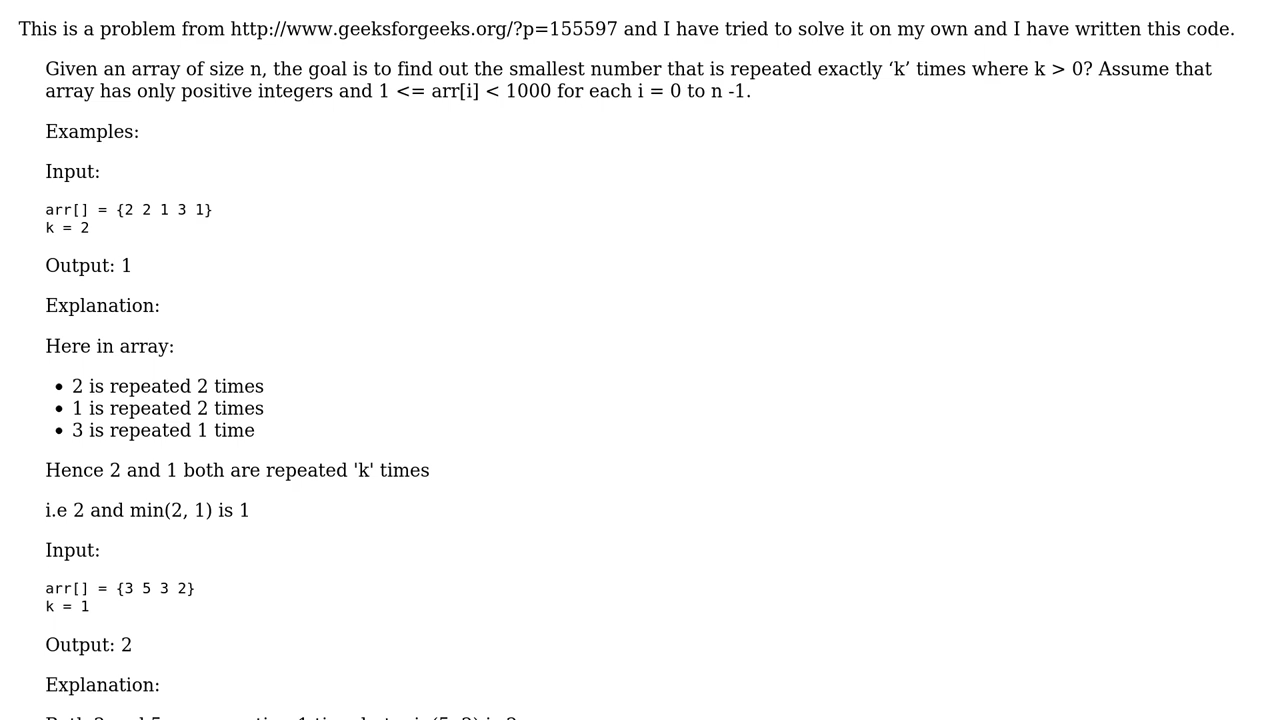 This is a problem from http://www.geeksforgeeks.org/?p=155597 and I have tried to solve it on my own and I have written this code.
Given an array of size n, the goal is to find out the smallest number that is repeated exactly ‘k’ times where k > 0? Assume that
array has only positive integers and 1 <= arr[i] < 1000 for each i = 0 to n -1.
Examples:
Input:
arr[] = {2 2 1 3 1}
k = 2
Output: 1
Explanation:
Here in array:
• 2 is repeated 2 times
• 1 is repeated 2 times
• 3 is repeated 1 time
Hence 2 and 1 both are repeated 'k' times
i.e 2 and min(2, 1) is 1
Input:
arr[] = {3 5 3 2}
k = 1
Output: 2
Explanation: